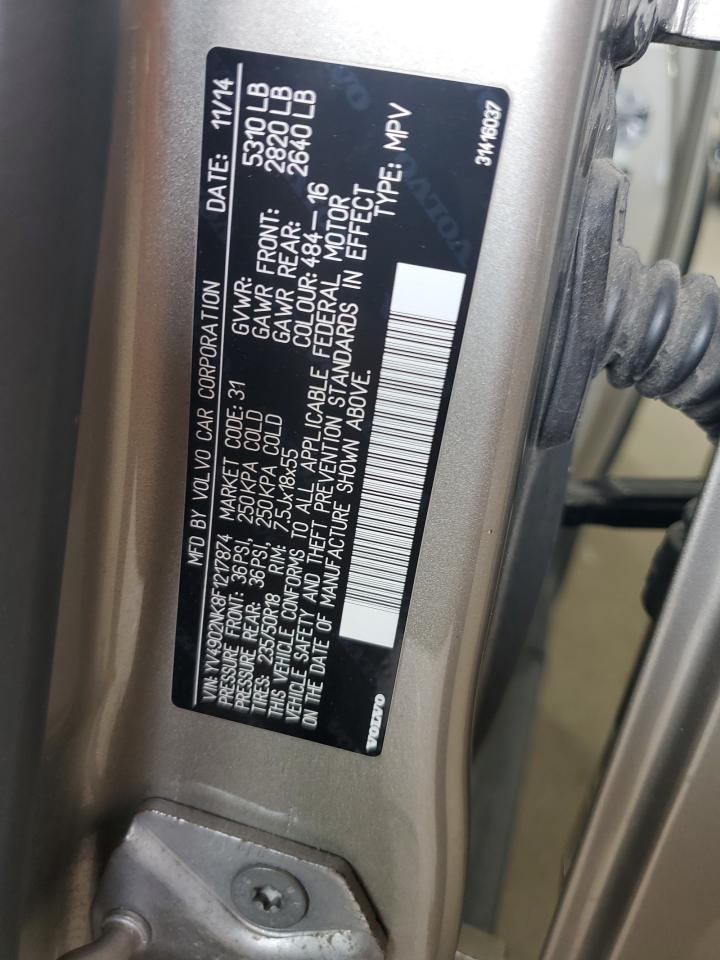 MFD BY VOLVO CAR CORPORATION DATE: 11/14
VIN: YV4902NK8F1217874 MARKET CODE: 31 GVWR: 5310 LB
PRESSURE FRONT: 36PSI, 250KPA COLD GAWR FRONT: 2820 LB
PRESSURE REAR: 36PSI, 250KPA COLD GAWR REAR: 2640 LB
TIRES: 235/50R18 RIM: 7.5Jx18x55 COLOUR: 484-16
THIS VEHICLE CONFORMS TO ALL APPLICABLE FEDERAL MOTOR
VEHICLE SAFETY AND THEFT PREVENTION STANDARDS IN EFFECT
ON THE DATE OF MANUFACTURE SHOWN ABOVE. TYPE: MPV
VOLVO 31416037